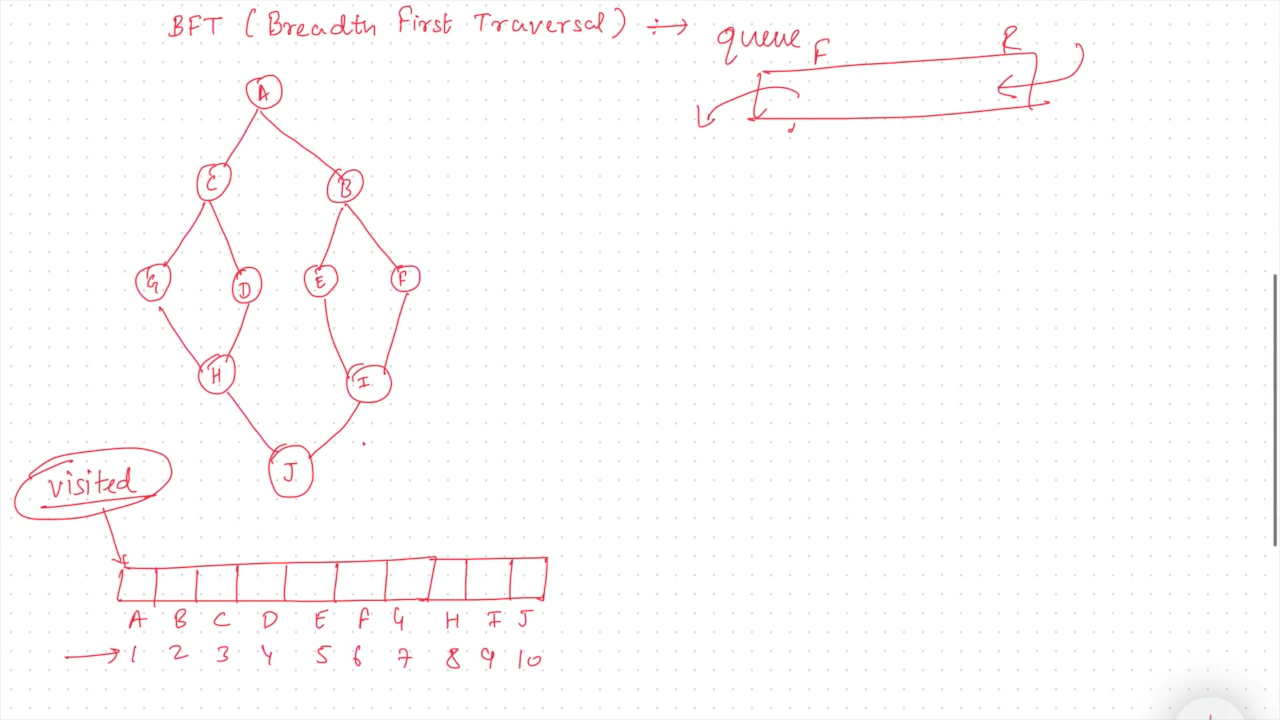 BFT (Breadth First Traversal) ÷→ queue
F R
A
C B
G D E F
H I
J
visited
A B C D E F G H I J
→ 1 2 3 4 5 6 7 8 9 10